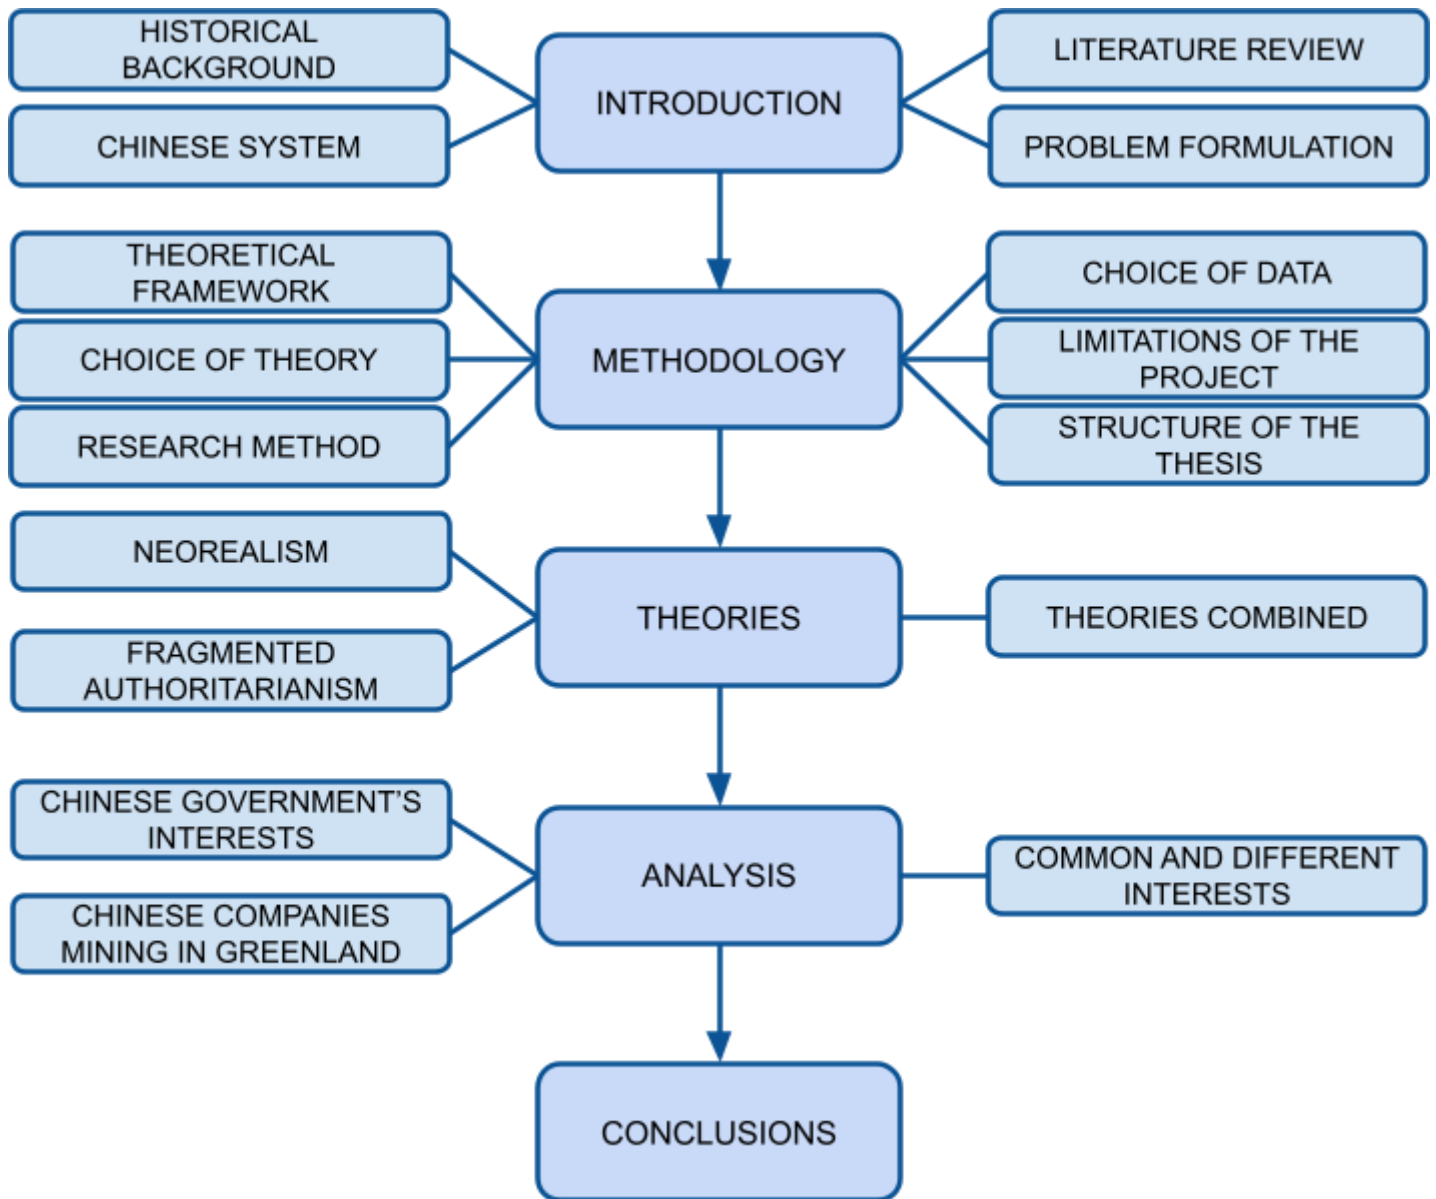 HISTORICAL
BACKGROUND
CHINESE SYSTEM
INTRODUCTION
LITERATURE REVIEW
PROBLEM FORMULATION
THEORETICAL
FRAMEWORK
CHOICE OF THEORY
RESEARCH METHOD
METHODOLOGY
CHOICE OF DATA
LIMITATIONS OF THE
PROJECT
STRUCTURE OF THE
THESIS
NEOREALISM
FRAGMENTED
AUTHORITARIANISM
THEORIES
THEORIES COMBINED
CHINESE GOVERNMENT’S
INTERESTS
CHINESE COMPANIES
MINING IN GREENLAND
ANALYSIS
COMMON AND DIFFERENT
INTERESTS
CONCLUSIONS